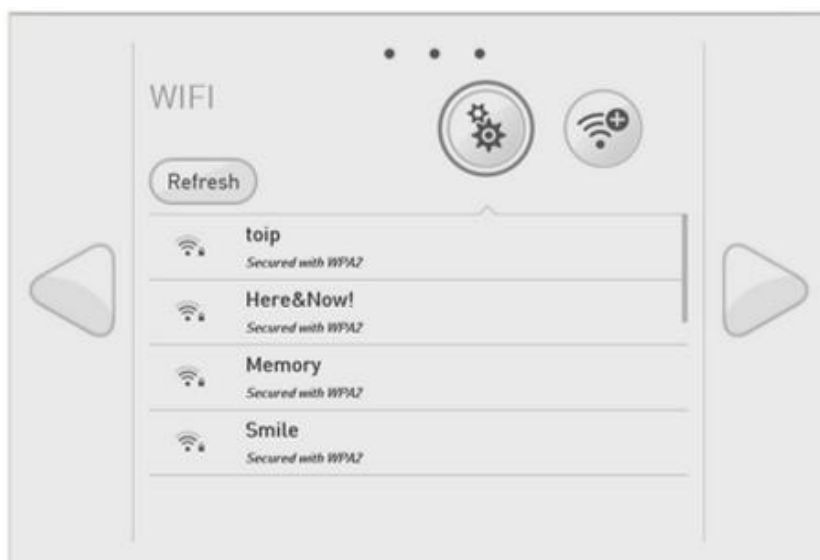 WIFI
Refresh
toip
Secured with WPA2
Here&Now!
Secured with WPA2
Memory
Secured with WPA2
Smile
Secured with WPA2